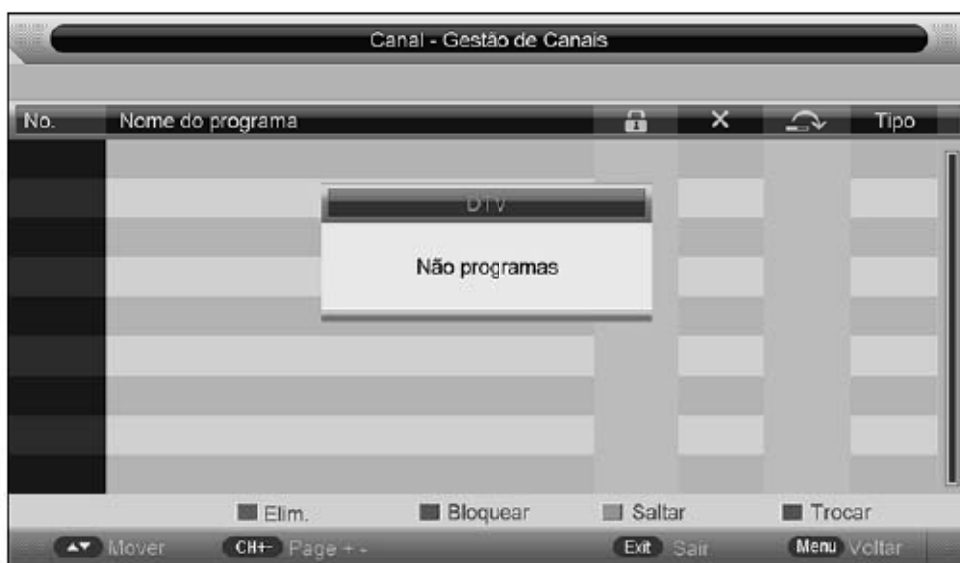 Canal - Gestão de Canais
No. Nome do programa Tipo
DTV
Não programas
Elim. Bloquear Saltar Trocar
Mover CH+- Page + - Exit Sair Menu Voltar